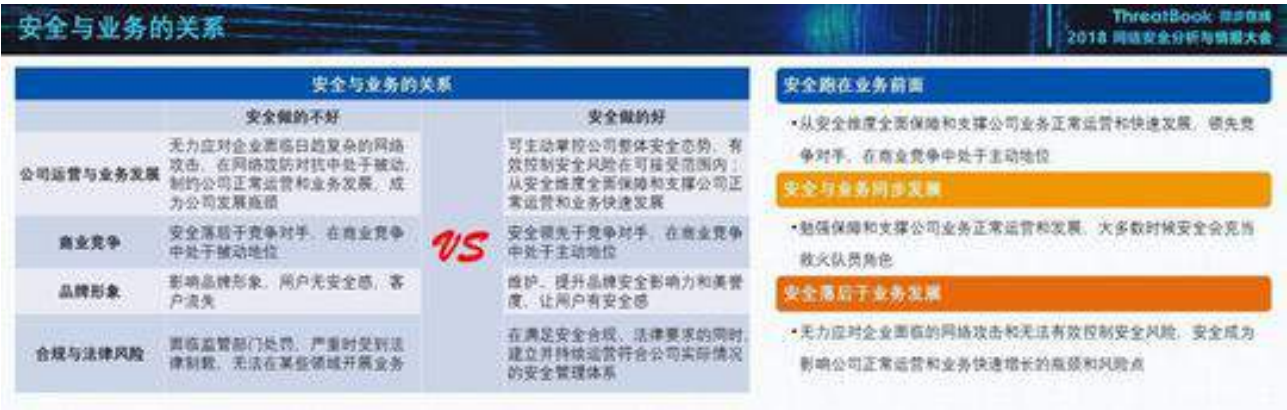 安全与业务的关系
ThreatBook 微步在线
2018 网络安全分析与情报大会
安全与业务的关系
安全做的不好
安全做的好
公司运营与业务发展
无力应对企业面临日趋复杂的网络
攻击，在网络攻防对抗中处于被动，
制约公司正常运营和业务发展，成
为公司发展瓶颈
VS
可主动掌控公司整体安全态势，有
效控制安全风险在可接受范围内；
从安全维度全面保障和支撑公司正
常运营和业务快速发展
商业竞争
安全落后于竞争对手，在商业竞争
中处于被动地位
安全领先于竞争对手，在商业竞争
中处于主动地位
品牌形象
影响品牌形象，用户无安全感，客
户流失
维护、提升品牌安全影响力和美誉
度，让用户有安全感
合规与法律风险
面临监管部门处罚，严重时受到法
律制裁，无法在某些领域开展业务
在满足安全合规、法律要求的同时，
建立并持续运营符合公司实际情况
的安全管理体系
安全跑在业务前面
•从安全维度全面保障和支撑公司业务正常运营和快速发展，领先竞
争对手，在商业竞争中处于主动地位
安全与业务同步发展
•勉强保障和支撑公司业务正常运营和发展，大多数时候安全会充当
救火队员角色
安全落后于业务发展
•无力应对企业面临的网络攻击和无法有效控制安全风险，安全成为
影响公司正常运营和业务快速增长的瓶颈和风险点